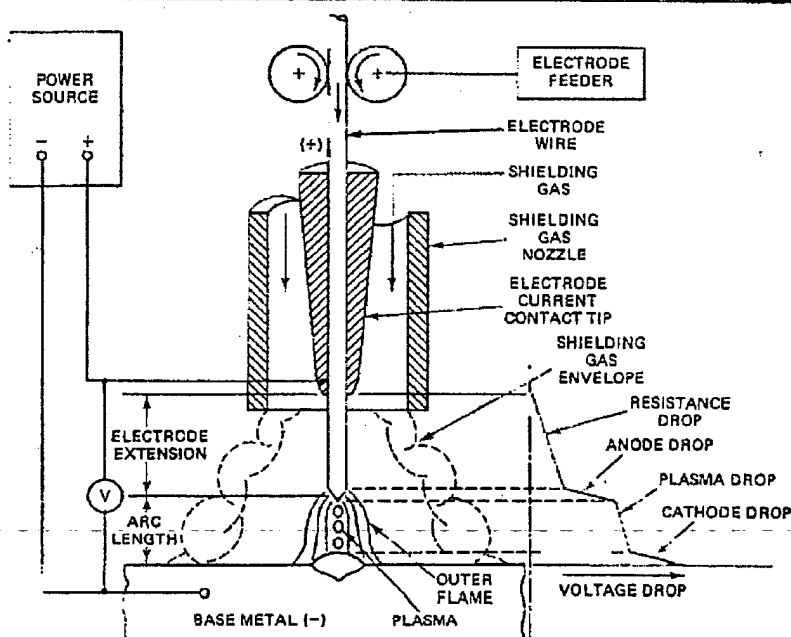 POWER
SOURCE
- +
+ +
ELECTRODE
FEEDER
(+)
ELECTRODE
WIRE
SHIELDING
GAS
SHIELDING
GAS
NOZZLE
ELECTRODE
CURRENT
CONTACT TIP
SHIELDING
GAS
ENVELOPE
RESISTANCE
DROP
ANODE DROP
PLASMA DROP
CATHODE DROP
ELECTRODE
EXTENSION
V
ARC
LENGTH
OUTER
FLAME
VOLTAGE DROP
BASE METAL (-)
PLASMA